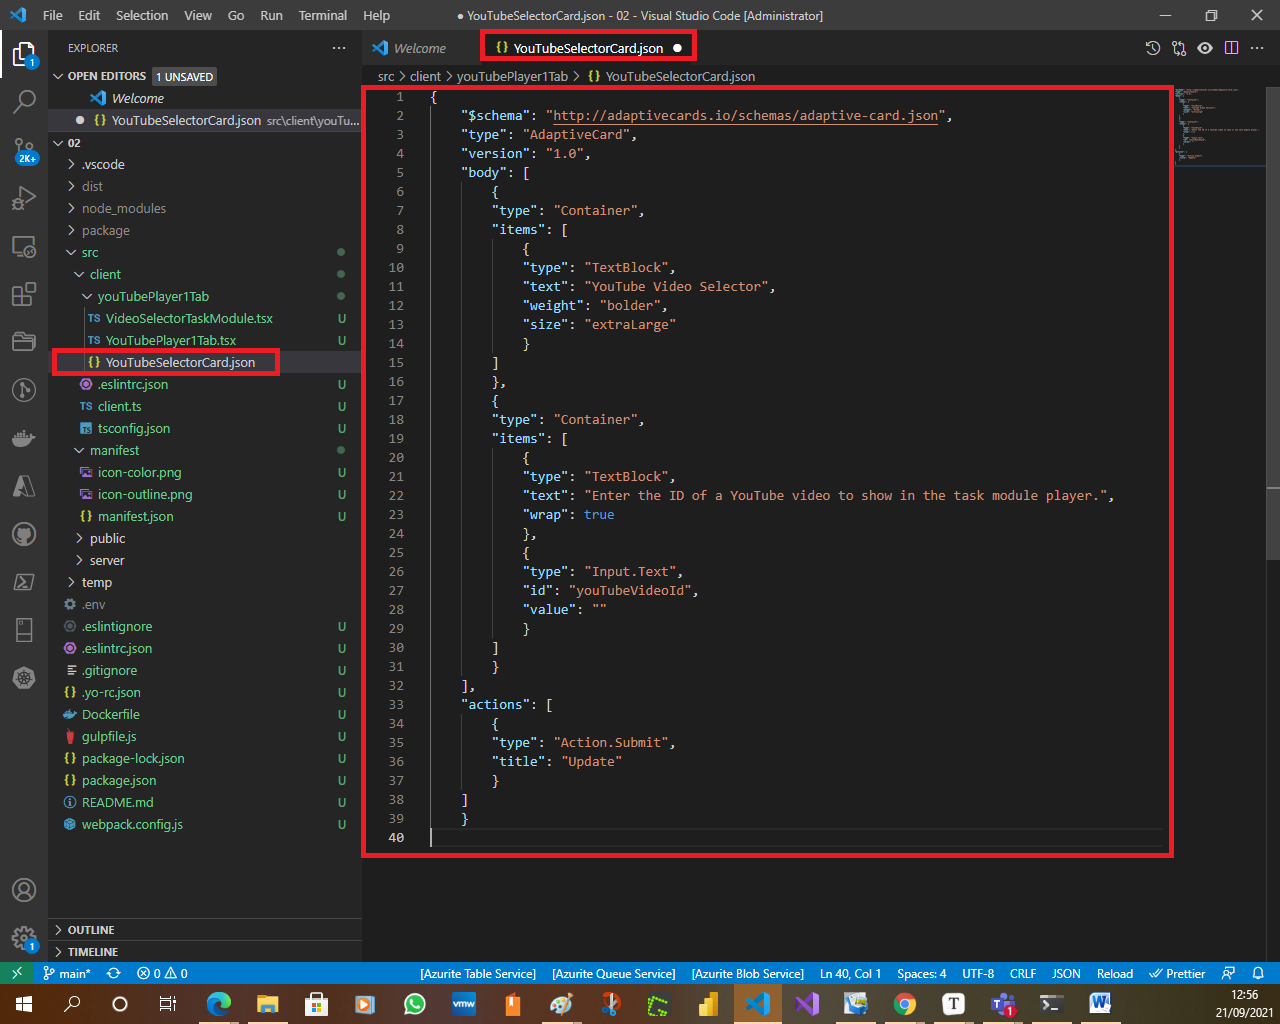 File Edit Selection View Go Run Terminal Help
● YouTubeSelectorCard.json - 02 - Visual Studio Code [Administrator]
EXPLORER
OPEN EDITORS 1 UNSAVED
Welcome
YouTubeSelectorCard.json src\client\youTu...
02
.vscode
dist
node_modules
package
src
client
youTubePlayer1Tab
TS VideoSelectorTaskModule.tsx U
TS YouTubePlayer1Tab.tsx U
{} YouTubeSelectorCard.json
.eslintrc.json U
TS client.ts U
TS tsconfig.json U
manifest
icon-color.png U
icon-outline.png U
{} manifest.json U
public
server
temp
.env
.eslintignore U
.eslintrc.json U
.gitignore U
{} .yo-rc.json U
Dockerfile U
gulpfile.js U
{} package-lock.json U
{} package.json U
README.md U
webpack.config.js U
OUTLINE
TIMELINE
1
2K+
1
Welcome
{} YouTubeSelectorCard.json ●
src > client > youTubePlayer1Tab > {} YouTubeSelectorCard.json
1 {
2 "$schema": "http://adaptivecards.io/schemas/adaptive-card.json",
3 "type": "AdaptiveCard",
4 "version": "1.0",
5 "body": [
6 {
7 "type": "Container",
8 "items": [
9 {
10 "type": "TextBlock",
11 "text": "YouTube Video Selector",
12 "weight": "bolder",
13 "size": "extraLarge"
14 }
15 ]
16 },
17 {
18 "type": "Container",
19 "items": [
20 {
21 "type": "TextBlock",
22 "text": "Enter the ID of a YouTube video to show in the task module player.",
23 "wrap": true
24 },
25 {
26 "type": "Input.Text",
27 "id": "youTubeVideoId",
28 "value": ""
29 }
30 ]
31 }
32 ],
33 "actions": [
34 {
35 "type": "Action.Submit",
36 "title": "Update"
37 }
38 ]
39 }
40
main* 0 0 [Azurite Table Service] [Azurite Queue Service] [Azurite Blob Service] Ln 40, Col 1 Spaces: 4 UTF-8 CRLF JSON Reload Prettier
vmw T 1
12:56
21/09/2021